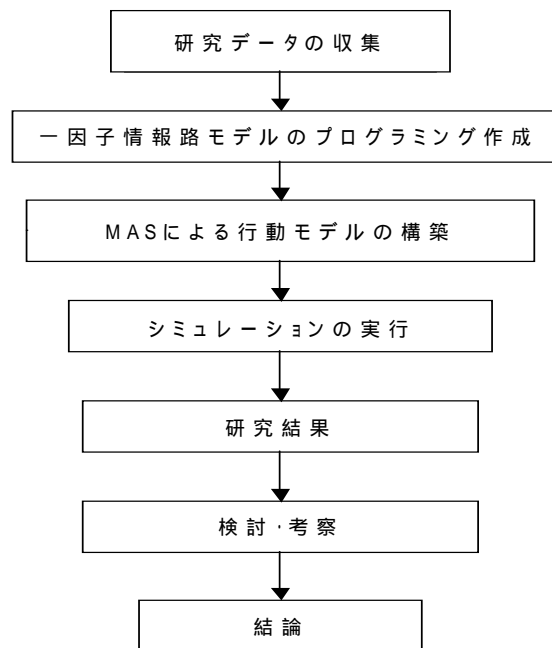 研究データの収集
一因子情報路モデルのプログラミング作成
MASによる行動モデルの構築
シミュレーションの実行
研究結果
検討・考察
結論